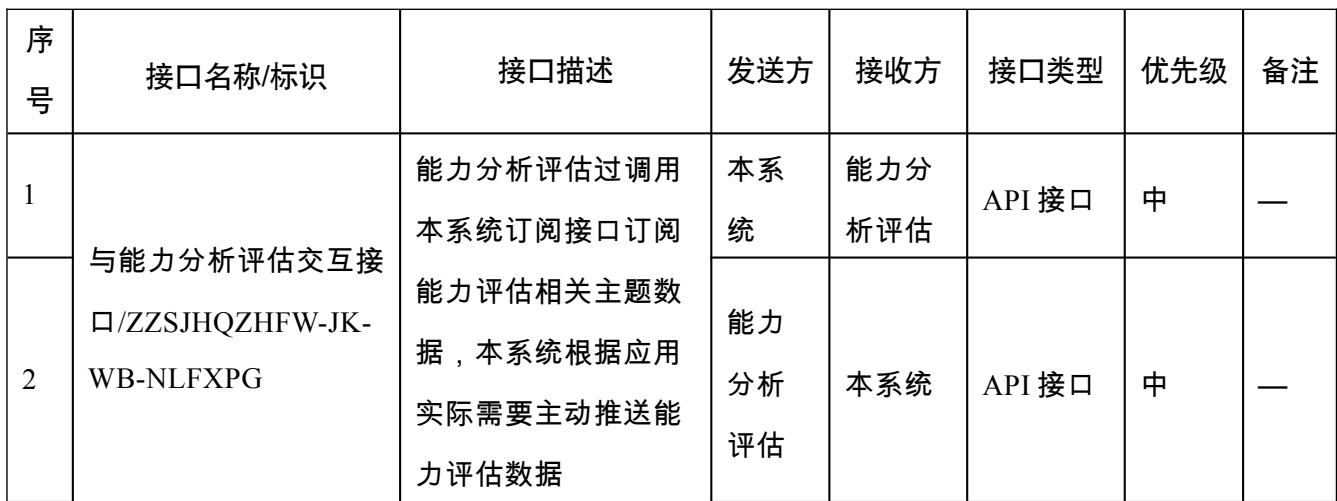 序号 接口名称/标识 接口描述 发送方 接收方 接口类型 优先级 备注
1
与能力分析评估交互接
口/ZZSJHQZHFW-JK-
WB-NLFXPG
能力分析评估过调用
本系统订阅接口订阅
能力评估相关主题数
据，本系统根据应用
实际需要主动推送能
力评估数据
本系
统
能力分
析评估
API 接口
中
—
2
能力
分析
评估
本系统
API 接口
中
—